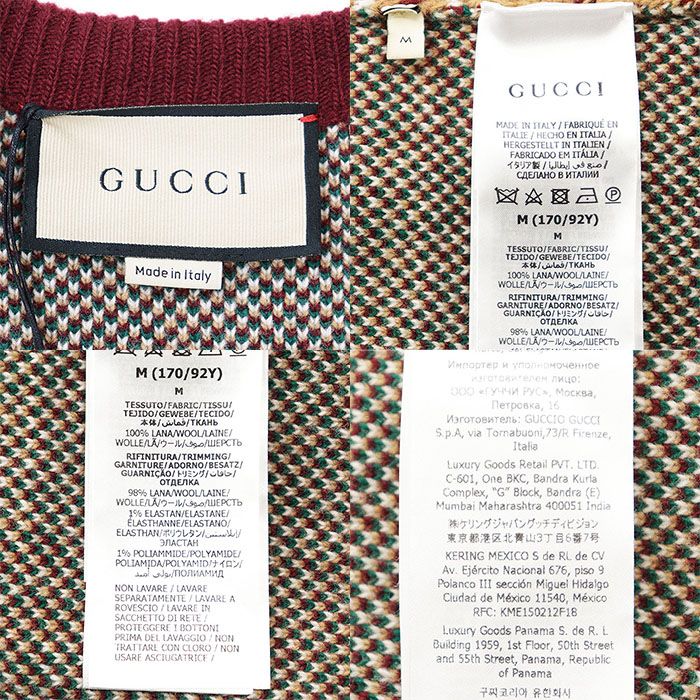 GUCCI
Made in Italy
M
GUCCI
MADE IN ITALY / FABRIQUÉ EN
ITALIE / HECHO EN ITALIA /
HERGESTELLT IN ITALIEN /
FABRICADO EM ITÁLIA /
イタリア製 / صنع في إيطاليا /
СДЕЛАНО В ИТАЛИИ
M (170/92Y)
M
TESSUTO/FABRIC/TISSU/
TEJIDO/GEWEBE/TECIDO/
本体/قماش/ТКАНЬ
100% LANA/WOOL/LAINE/
WOLLE/LÃ/ウール/صوف/ШЕРСТЬ
RIFINITURA/TRIMMING/
GARNITURE/ADORNO/BESATZ/
GUARNIÇÃO/トリミング/
ОТДЕЛКА
98% LANA/WOOL/LAINE/
WOLLE/LÃ/ウール/صوف/ШЕРСТЬ
M (170/92Y)
M
TESSUTO/FABRIC/TISSU/
TEJIDO/GEWEBE/TECIDO/
本体/قماش/ТКАНЬ
100% LANA/WOOL/LAINE/
WOLLE/LÃ/ウール/صوف/ШЕРСТЬ
RIFINITURA/TRIMMING/
GARNITURE/ADORNO/BESATZ/
GUARNIÇÃO/トリミング/
ОТДЕЛКА
98% LANA/WOOL/LAINE/
WOLLE/LÃ/ウール/صوف/ШЕРСТЬ
1% ELASTAN/ELASTANE/
ÉLASTHANNE/ELASTANO/
ELASTHAN/ポリウレタン/
ЭЛАСТАН
1% POLIAMMIDE/POLYAMIDE/
POLIAMIDA/POLYAMID/ナイロン/
بولي أميد/ПОЛИАМИД
NON LAVARE / LAVARE
SEPARATAMENTE / LAVARE A
ROVESCIO / LAVARE IN
SACCHETTO DI RETE /
PROTEGGERE I BOTTONI
PRIMA DEL LAVAGGIO / NON
TRATTARE CON CLORO / NON
USARE ASCIUGATRICE /
Импортер и уполномоченное
изготовителем лицо:
ООО «ГУЧЧИ РУС», Москва,
Петровка, 16
Изготовитель: GUCCIO GUCCI
S.p.A, via Tornabuoni,73/R Firenze,
Italia
Luxury Goods Retail PVT. LTD.
C-601, One BKC, Bandra Kurla
Complex, "G" Block, Bandra (E)
Mumbai Maharashtra 400051 India
㈱ケリングジャパングッチディビジョン
東京都港区北青山3丁目6番7号
KERING MEXICO S de RL de CV
Av. Ejército Nacional 676, piso 9
Polanco III sección Miguel Hidalgo
Ciudad de México 11540, México
RFC: KME150212F18
Luxury Goods Panama S. de R. L
Building 1959, 1st Floor, 50th Street
and 55th Street, Panama, Republic
of Panama
구찌코리아 유한회사